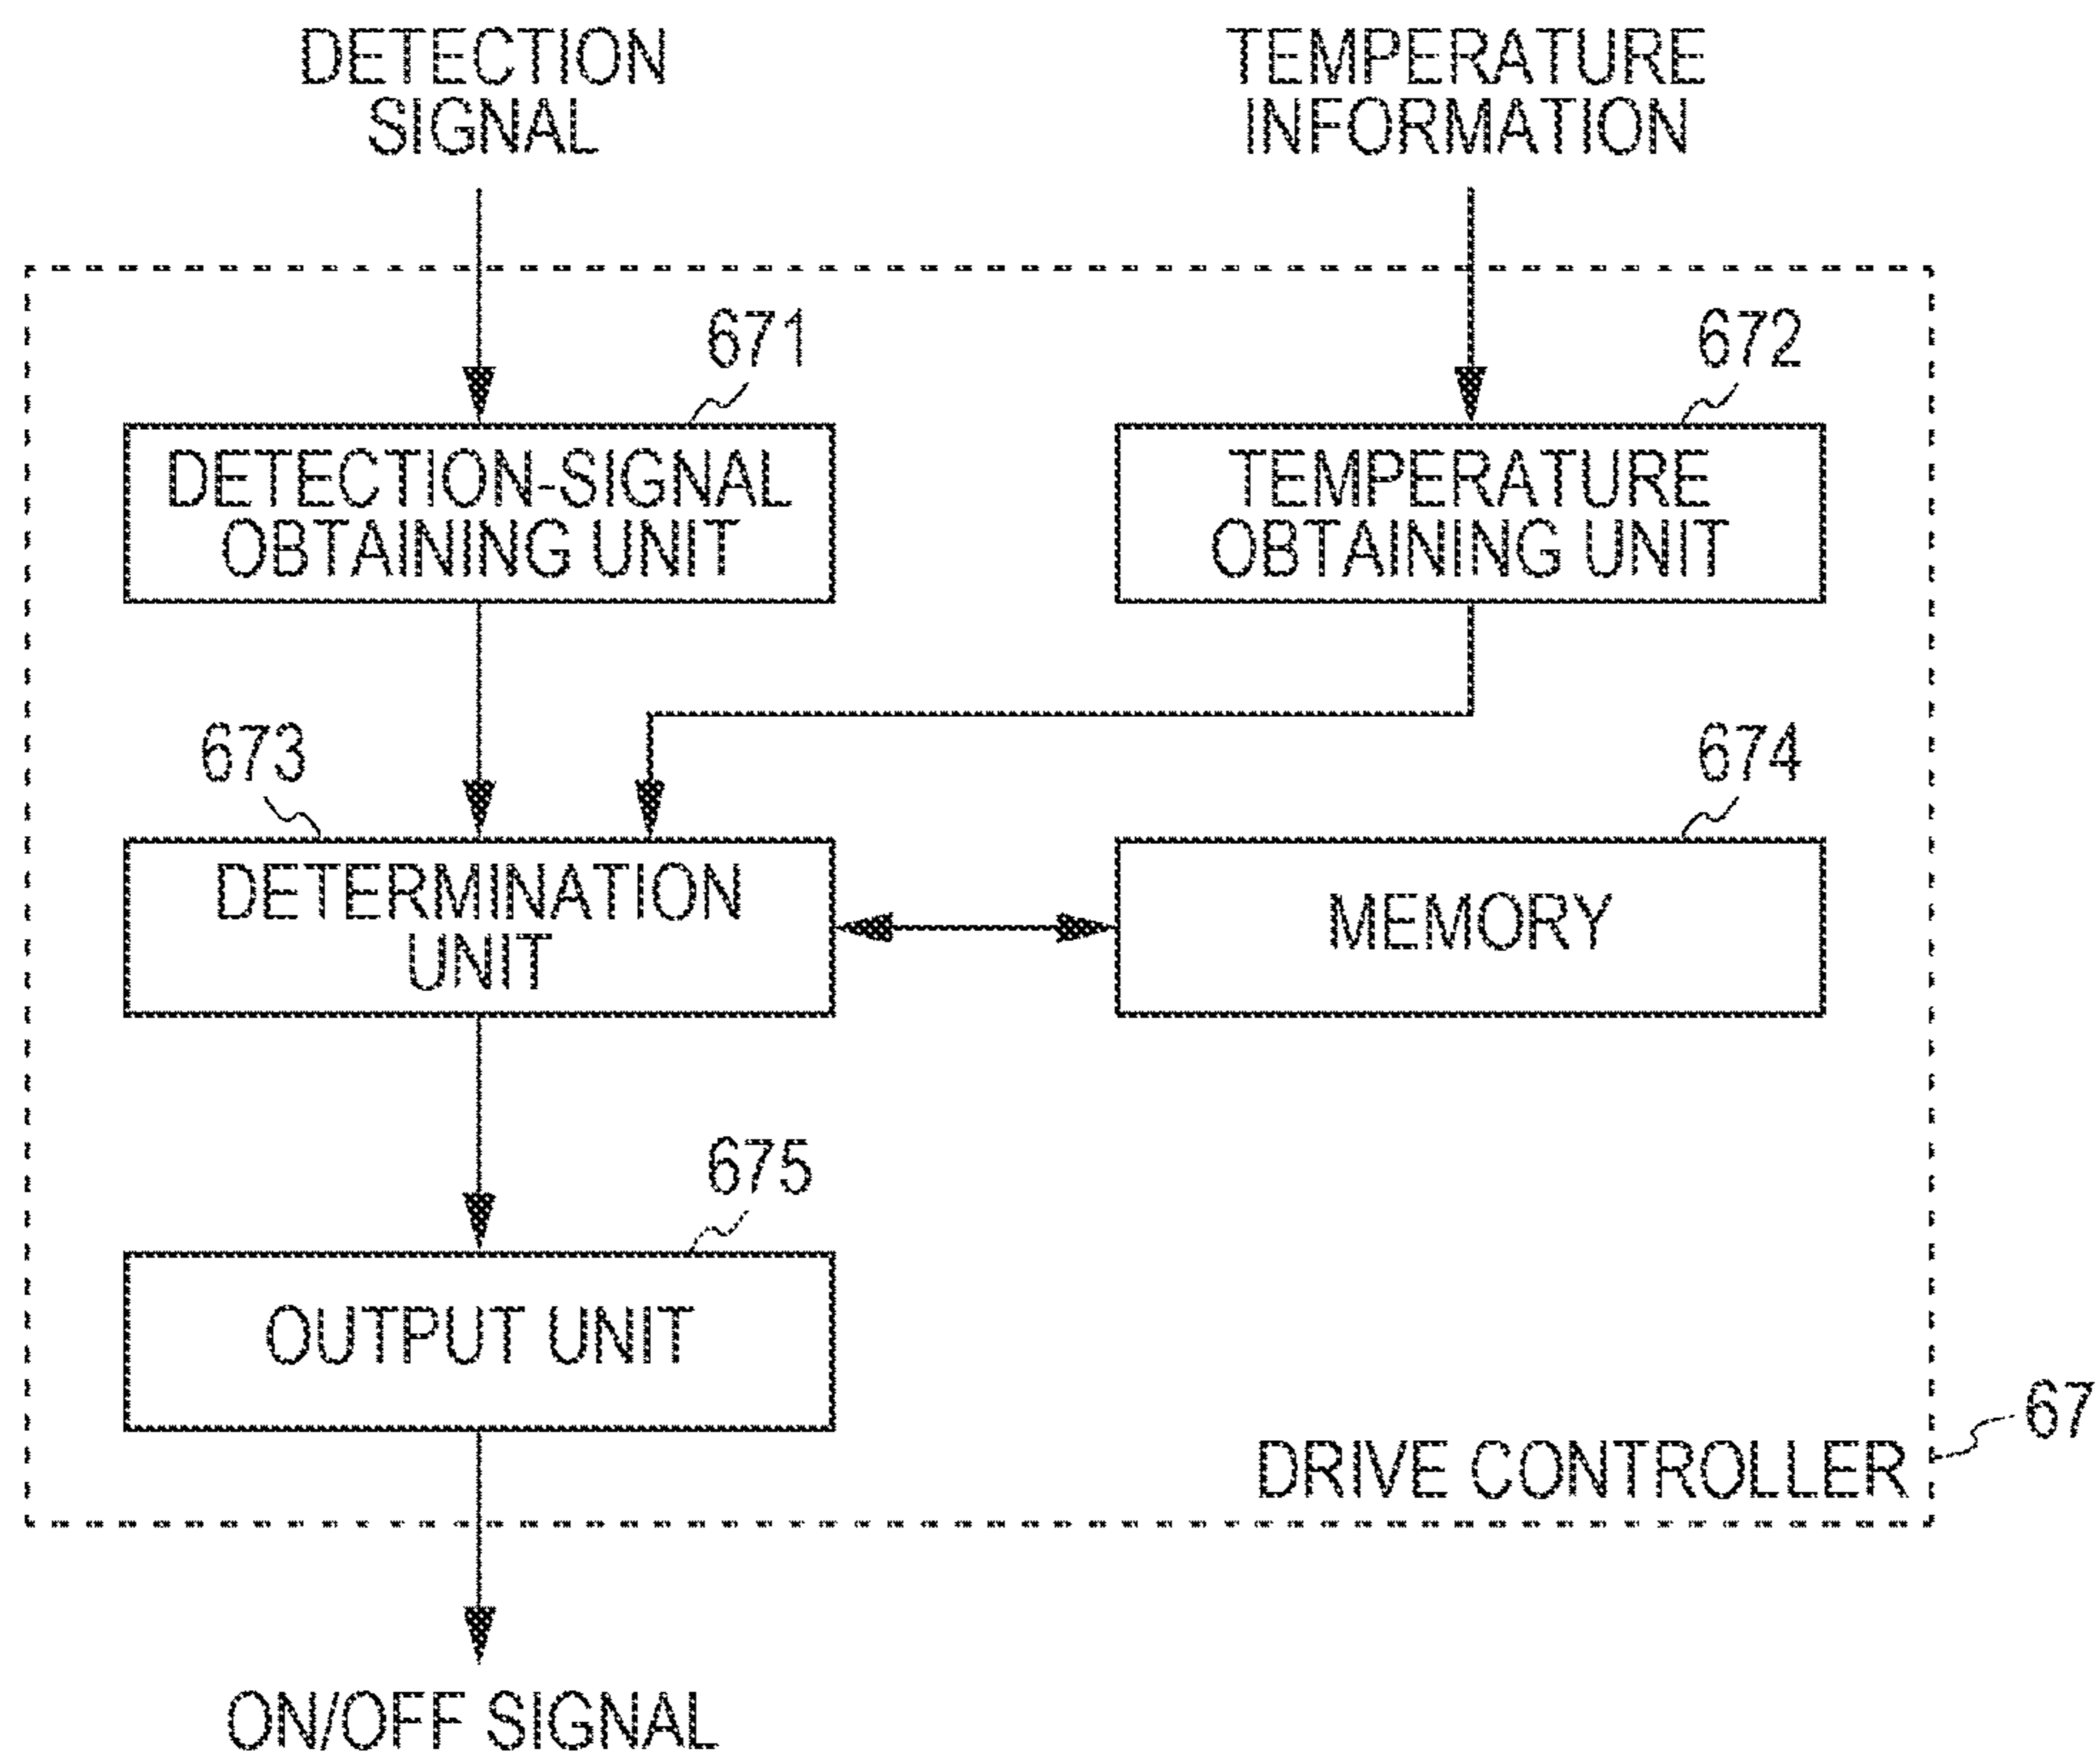 DETECTION
SIGNAL
TEMPERATURE
INFORMATION
671
672
DETECTION-SIGNAL
OBTAINING UNIT
TEMPERATURE
OBTAINING UNIT
673
674
DETERMINATION
UNIT
MEMORY
675
OUTPUT UNIT
67
DRIVE CONTROLLER
ON/OFF SIGNAL